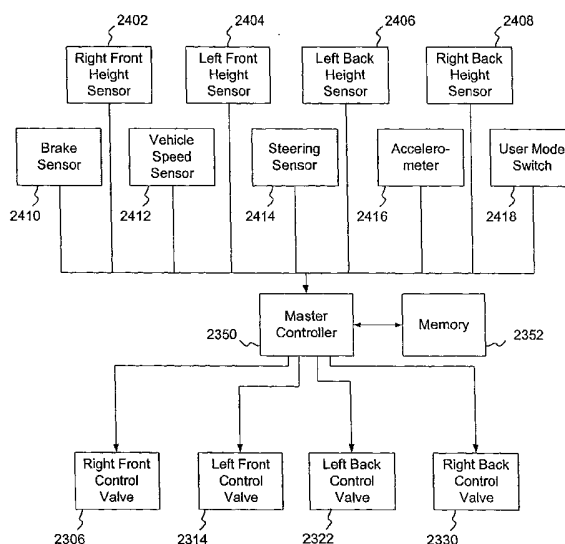 2402
2404
2406
2408
Right Front
Height
Sensor
Left Front
Height
Sensor
Left Back
Height
Sensor
Right Back
Height
Sensor
Brake
Sensor
Vehicle
Speed
Sensor
Steering
Sensor
Accelero-
meter
User Mode
Switch
2410
2412
2414
2416
2418
Master
Controller
Memory
2350
2352
Right Front
Control
Valve
Left Front
Control
Valve
Left Back
Control
Valve
Right Back
Control
Valve
2306
2314
2322
2330